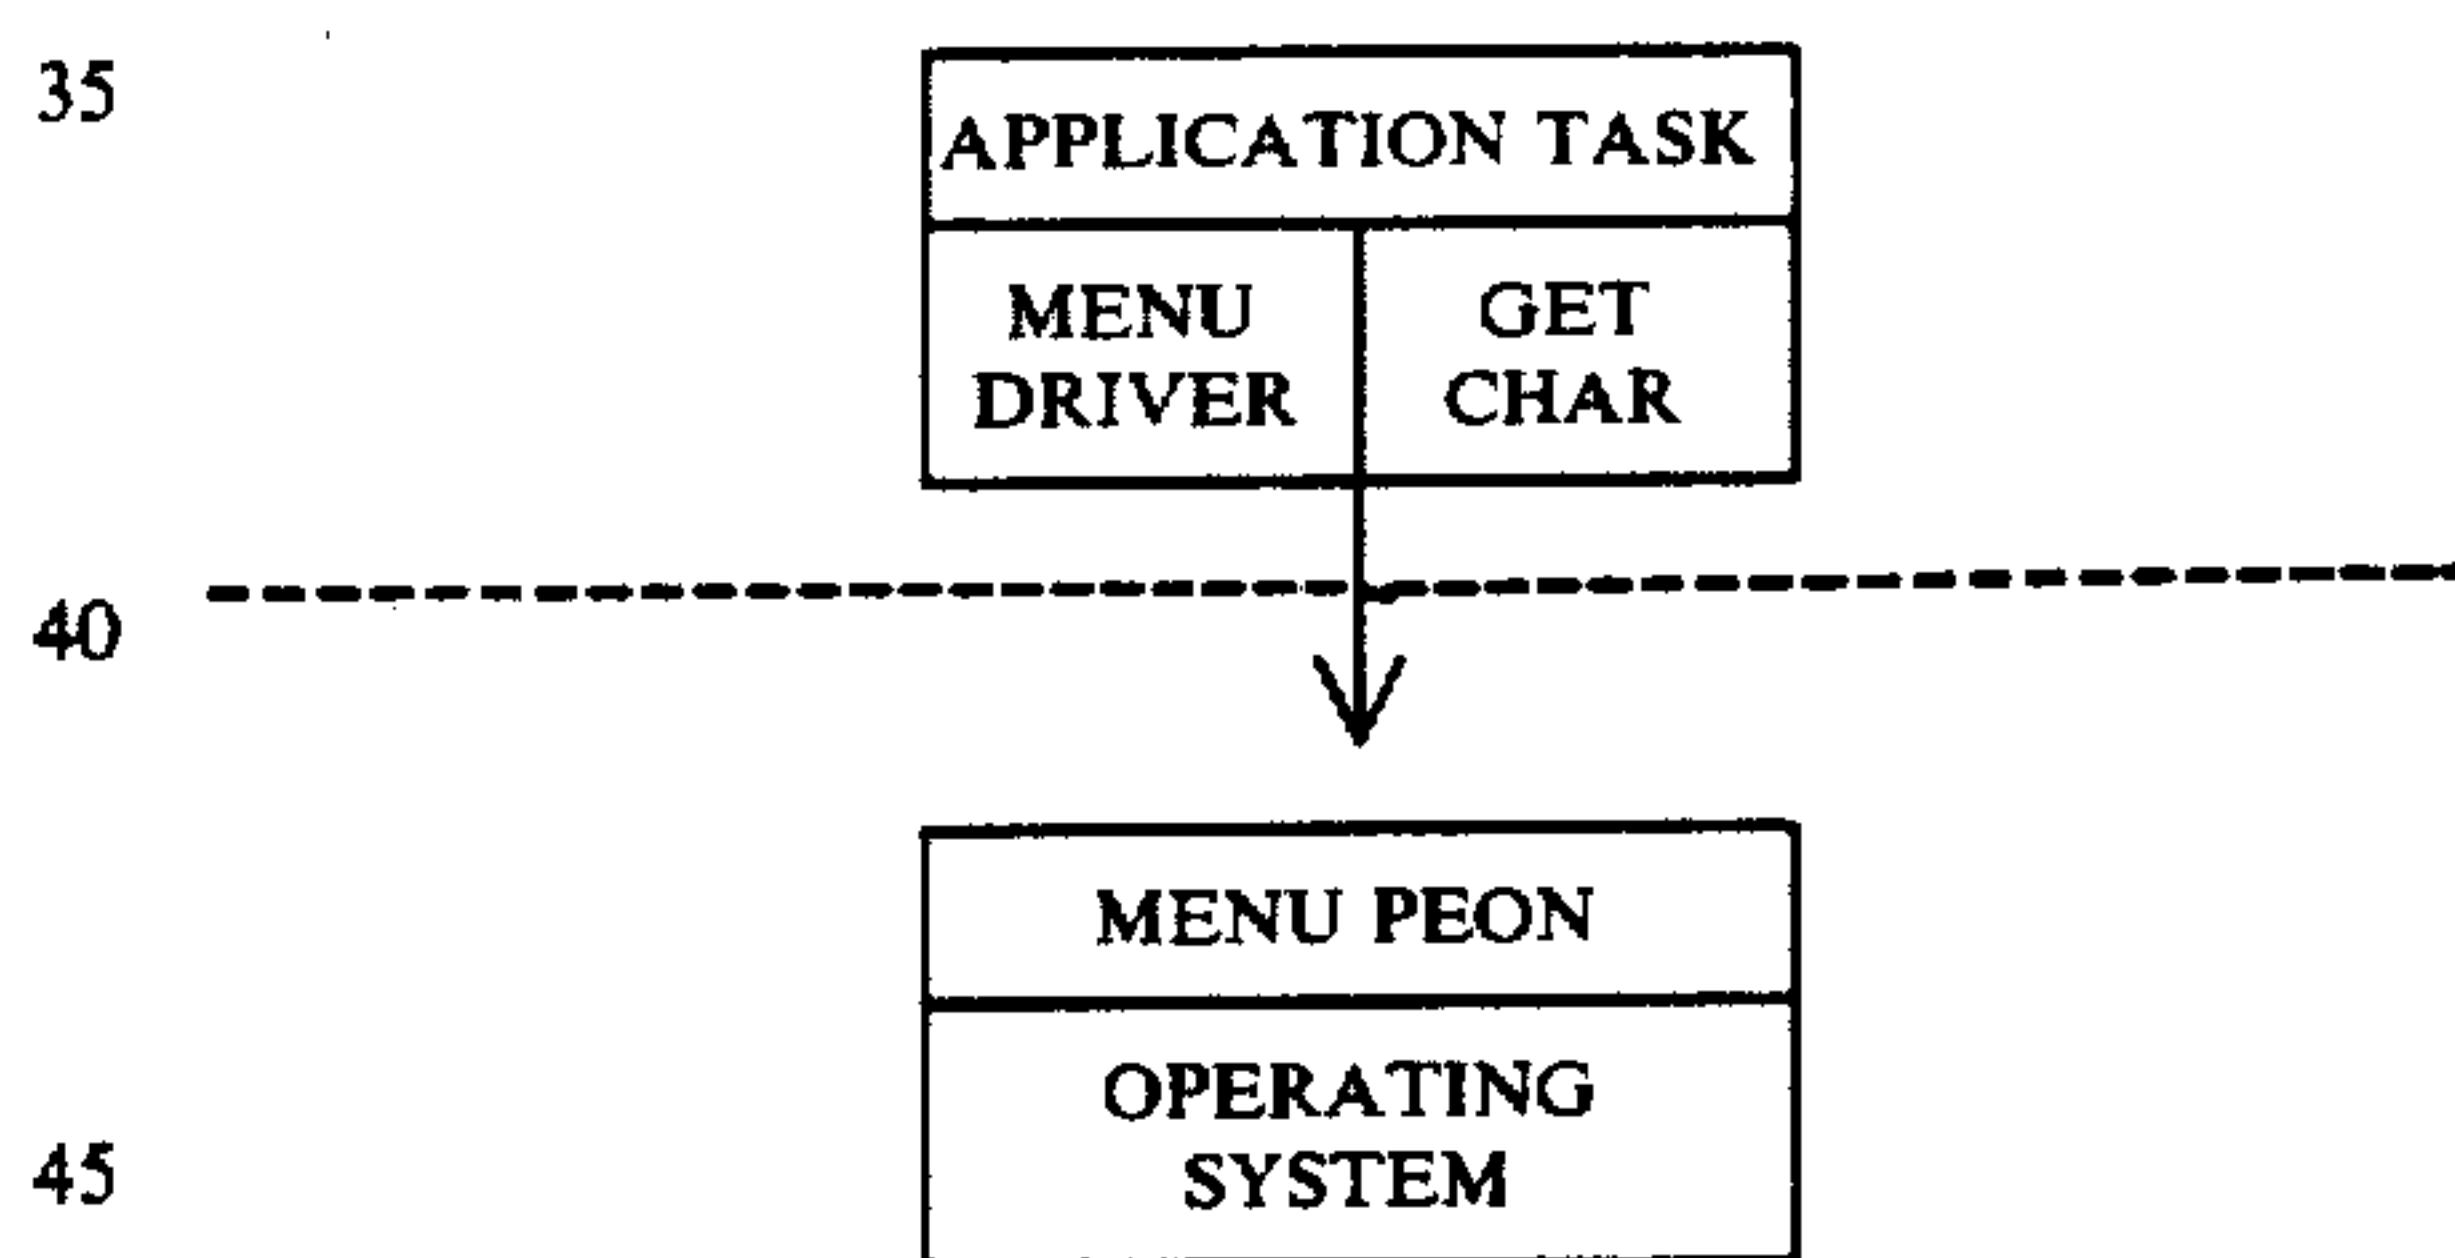 35
APPLICATION TASK
MENU GET
DRIVER CHAR
40
MENU PEON
OPERATING
45
SYSTEM